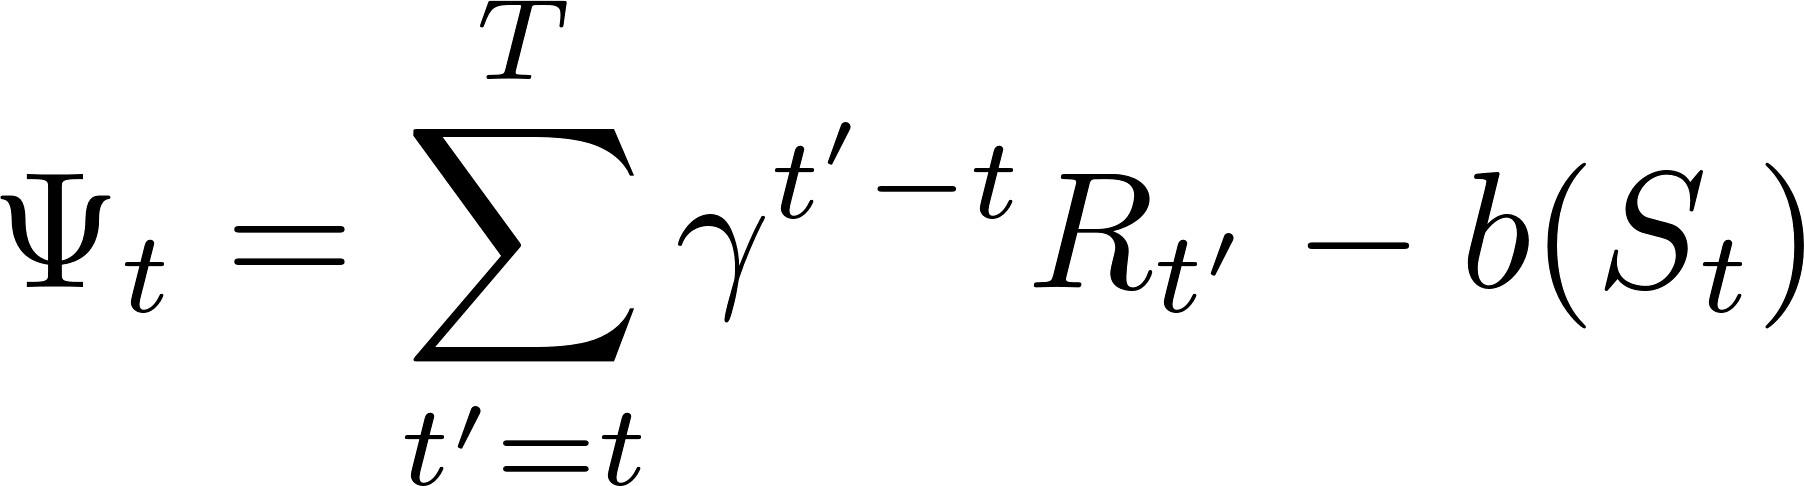 Ψ_t = \sum_{t'=t}^{T} γ^{t'-t} R_{t'} - b(S_t)